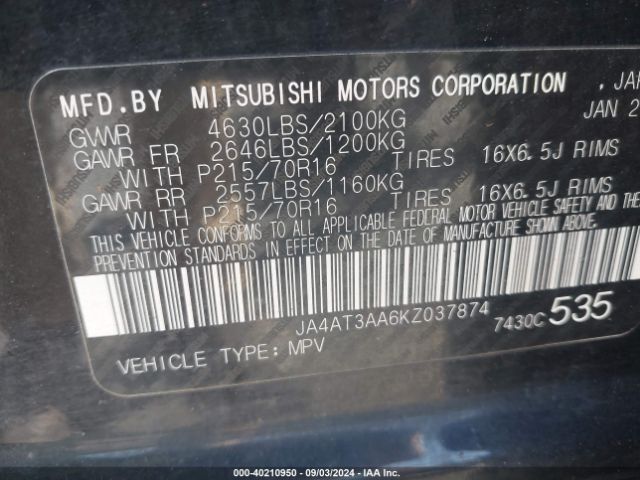 MFD.BY MITSUBISHI MOTORS CORPORATION , JAP
GVWR 4630LBS/2100KG JAN 2
GAWR FR 2646LBS/1200KG
WITH P215/70R16 TIRES 16X6.5J RIMS
GAWR RR 2557LBS/1160KG
WITH P215/70R16 TIRES 16X6.5J RIMS
THIS VEHICLE CONFORMS TO ALL APPLICABLE FEDERAL MOTOR VEHICLE SAFETY AND THE
PREVENTION STANDARDS IN EFFECT ON THE DATE OF MANUFACTURE SHOWN ABOVE.
JA4AT3AA6KZ037874 7430C 535
VEHICLE TYPE: MPV
000-40210950 - 09/03/2024 - IAA Inc.